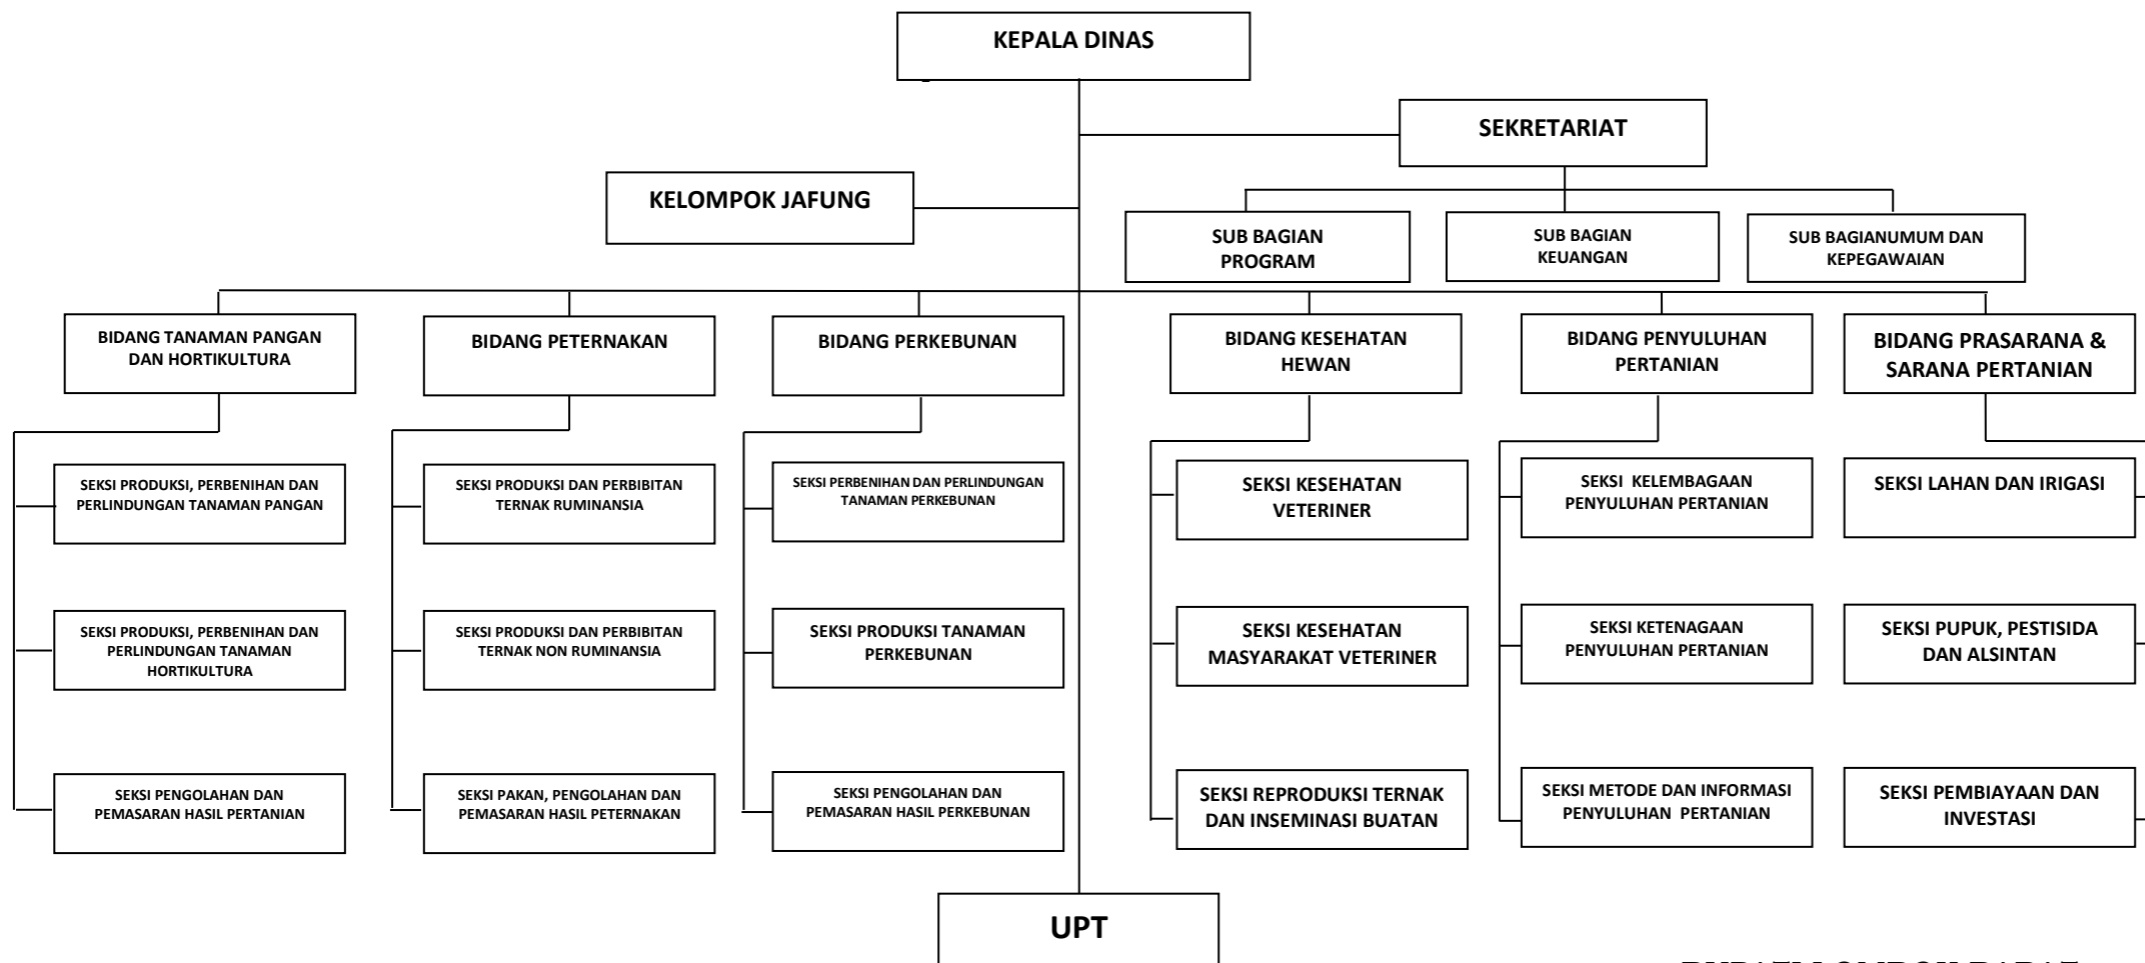 KEPALA DINAS
SEKRETARIAT
KELOMPOK JAFUNG
SUB BAGIAN
PROGRAM
SUB BAGIAN
KEUANGAN
SUB BAGIANUMUM DAN
KEPEGAWAIAN
BIDANG TANAMAN PANGAN
DAN HORTIKULTURA
BIDANG PETERNAKAN
BIDANG PERKEBUNAN
BIDANG KESEHATAN
HEWAN
BIDANG PENYULUHAN
PERTANIAN
BIDANG PRASARANA &
SARANA PERTANIAN
SEKSI PRODUKSI, PERBENIHAN DAN
PERLINDUNGAN TANAMAN PANGAN
SEKSI PRODUKSI DAN PERBIBITAN
TERNAK RUMINANSIA
SEKSI PERBENIHAN DAN PERLINDUNGAN
TANAMAN PERKEBUNAN
SEKSI KESEHATAN
VETERINER
SEKSI KELEMBAGAAN
PENYULUHAN PERTANIAN
SEKSI LAHAN DAN IRIGASI
SEKSI PRODUKSI, PERBENIHAN DAN
PERLINDUNGAN TANAMAN
HORTIKULTURA
SEKSI PRODUKSI DAN PERBIBITAN
TERNAK NON RUMINANSIA
SEKSI PRODUKSI TANAMAN
PERKEBUNAN
SEKSI KESEHATAN
MASYARAKAT VETERINER
SEKSI KETENAGAAN
PENYULUHAN PERTANIAN
SEKSI PUPUK, PESTISIDA
DAN ALSINTAN
SEKSI PENGOLAHAN DAN
PEMASARAN HASIL PERTANIAN
SEKSI PAKAN, PENGOLAHAN DAN
PEMASARAN HASIL PETERNAKAN
SEKSI PENGOLAHAN DAN
PEMASARAN HASIL PERKEBUNAN
SEKSI REPRODUKSI TERNAK
DAN INSEMINASI BUATAN
SEKSI METODE DAN INFORMASI
PENYULUHAN PERTANIAN
SEKSI PEMBIAYAAN DAN
INVESTASI
UPT